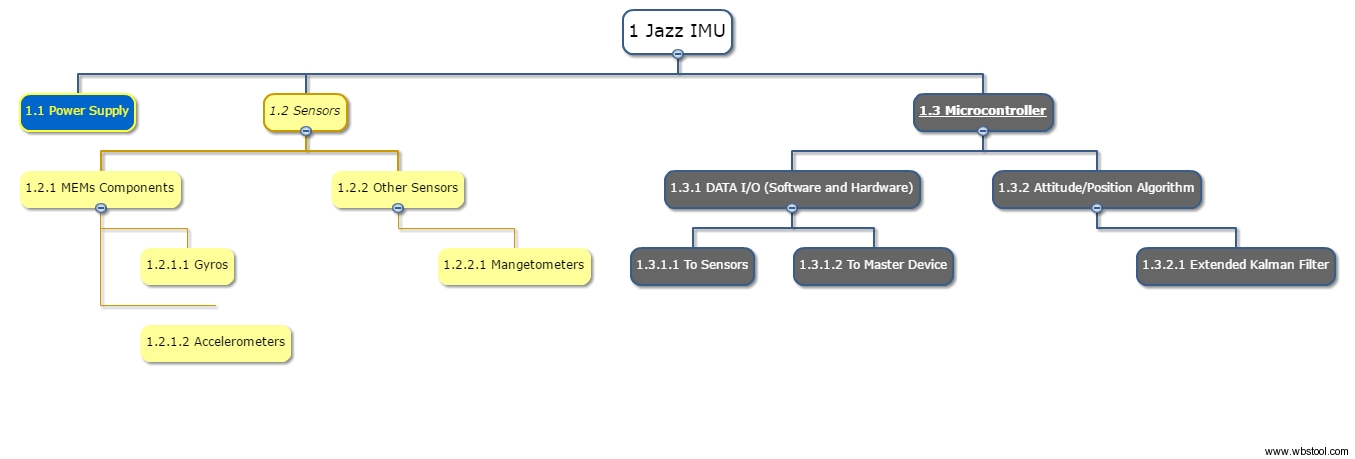 1 Jazz IMU
1.1 Power Supply
1.2 Sensors
1.3 Microcontroller
1.2.1 MEMs Components
1.2.2 Other Sensors
1.3.1 DATA I/O (Software and Hardware)
1.3.2 Attitude/Position Algorithm
1.2.1.1 Gyros
1.2.2.1 Mangetometers
1.3.1.1 To Sensors
1.3.1.2 To Master Device
1.3.2.1 Extended Kalman Filter
1.2.1.2 Accelerometers
www.wbstool.com